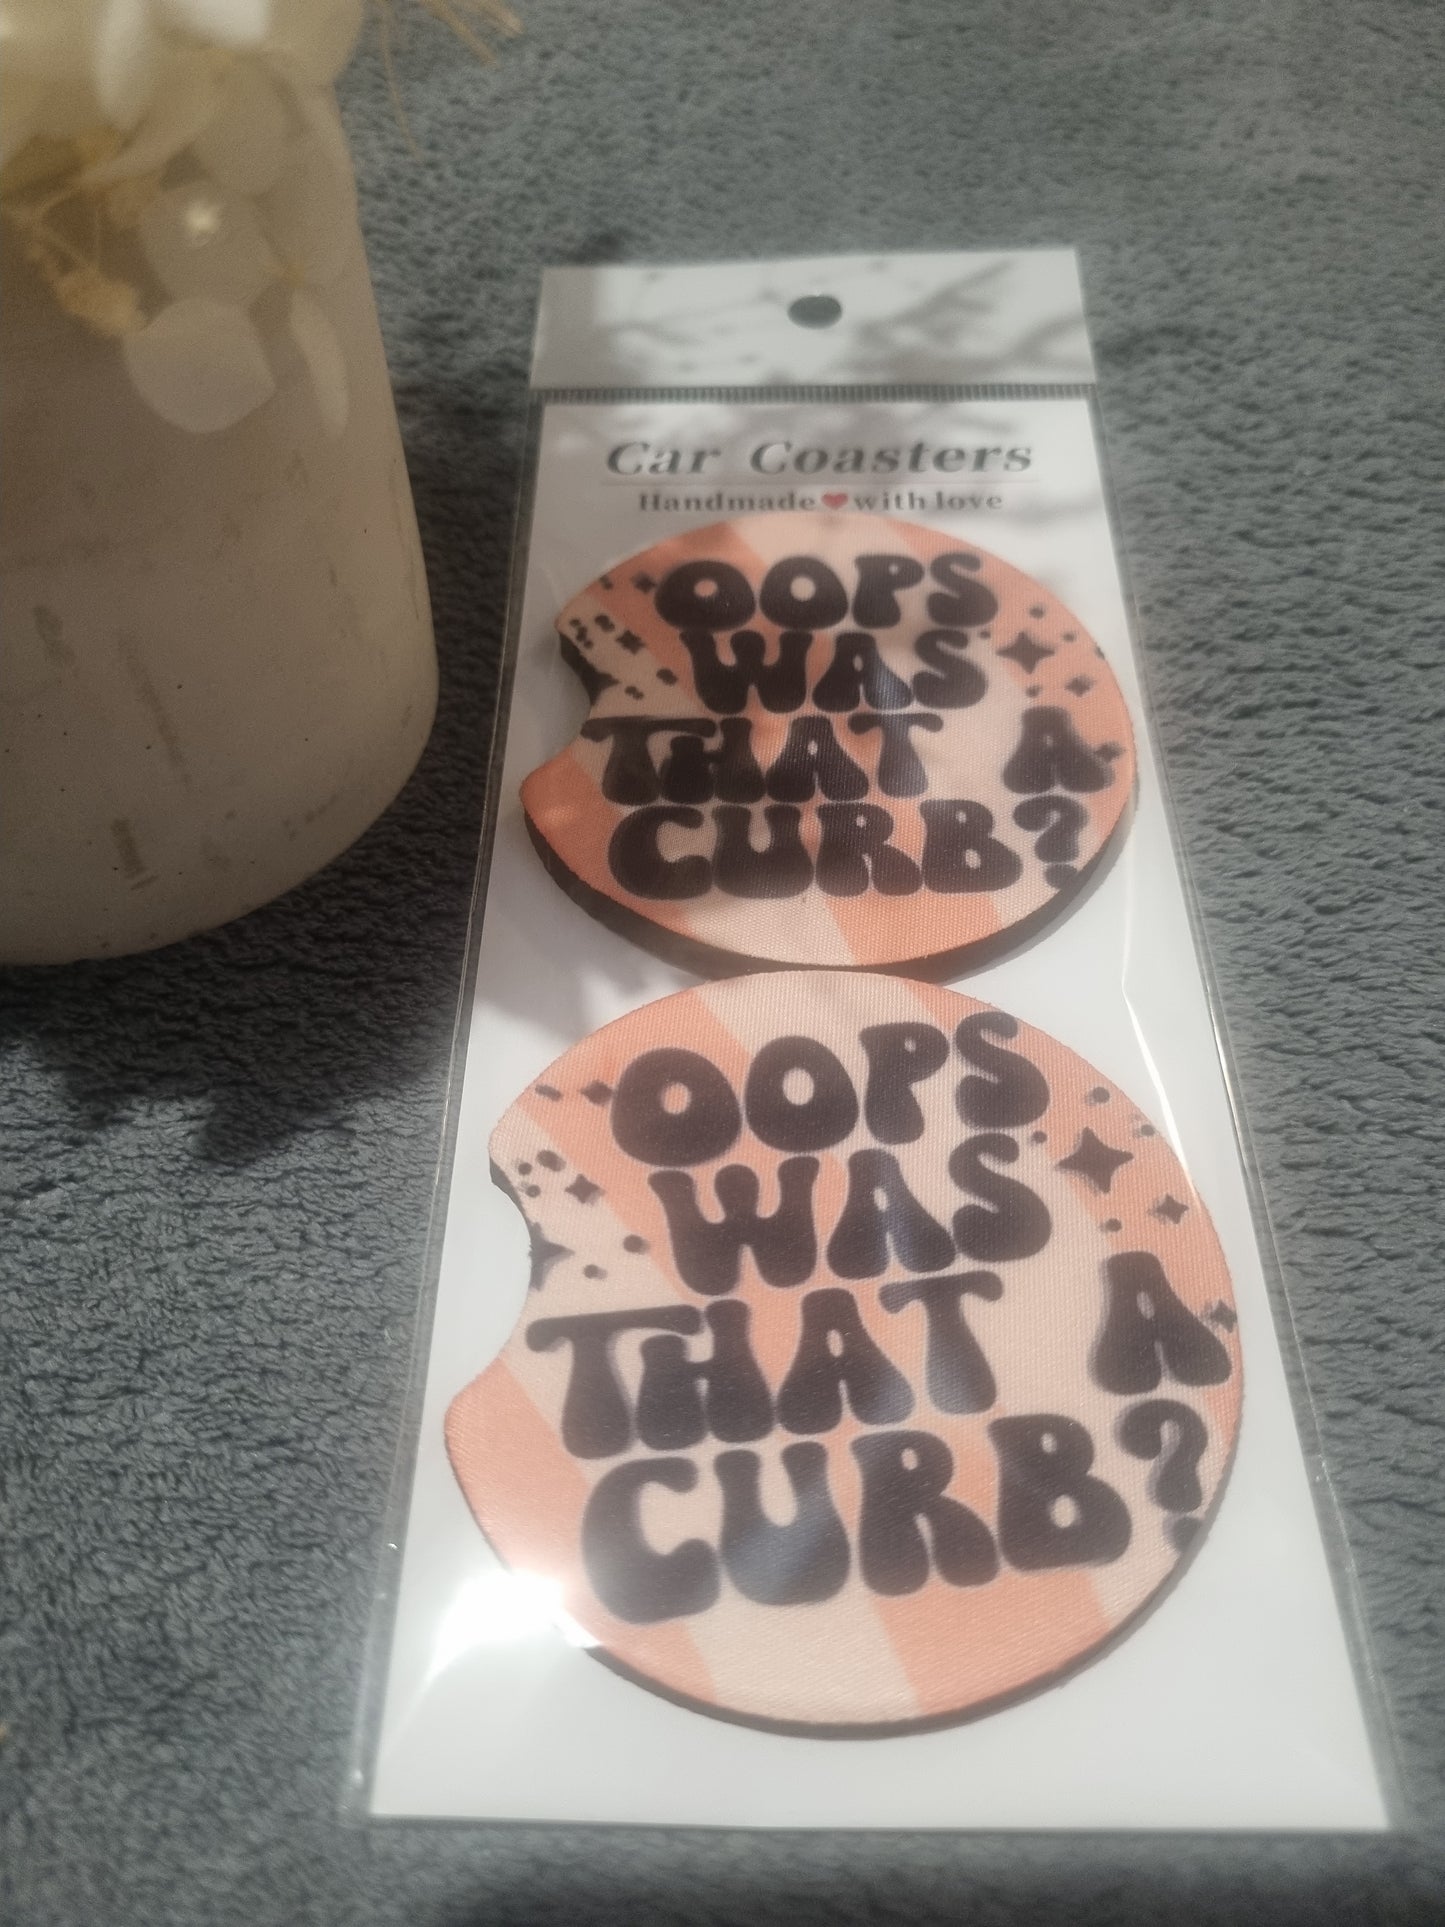 Car Coasters
Handmade❤with love
OOPS
WAS
THAT A
CURB?
OOPS
WAS
THAT A
CURB?